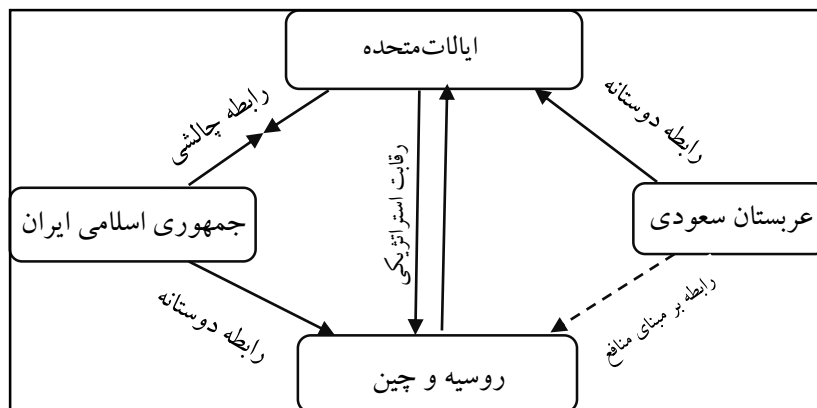 ایالات‌متحده
رابطه چالشی
رابطه دوستانه
رقابت استراتژیکی
جمهوری اسلامی ایران
عربستان سعودی
رابطه دوستانه
رابطه بر مبنای منافع
روسیه و چین